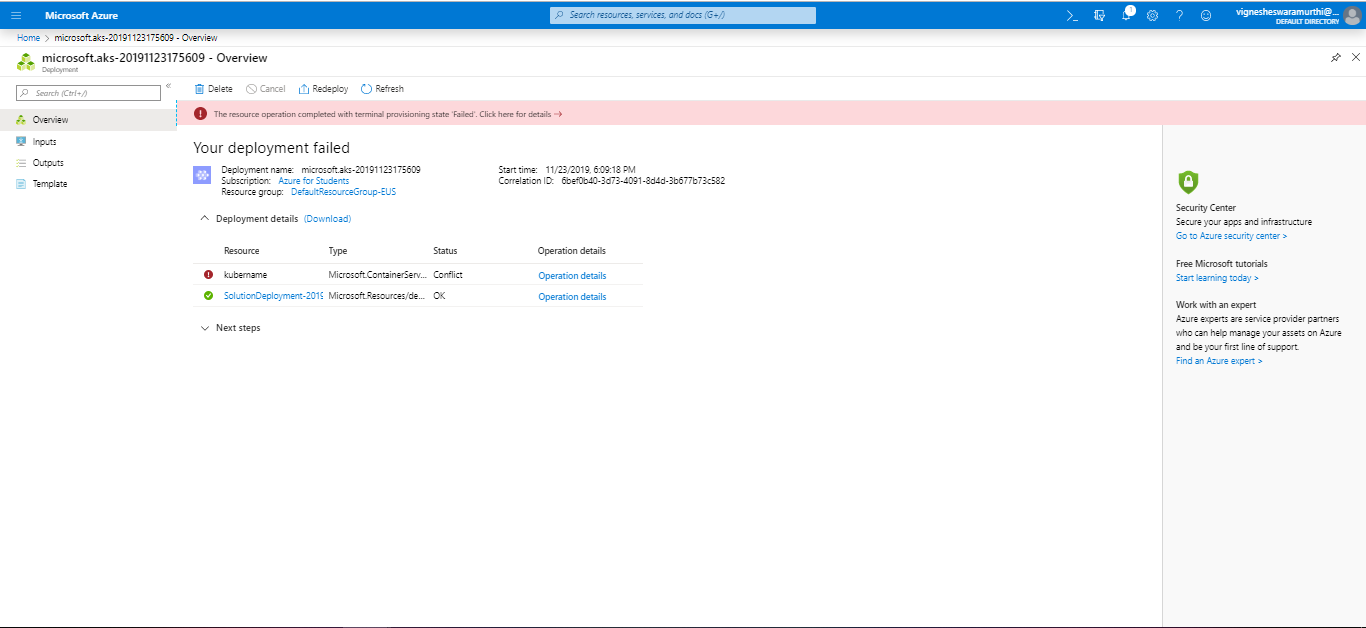 Microsoft Azure
Search resources, services, and docs (G+/)
1
vignesheswaramurthi@...
DEFAULT DIRECTORY
Home > microsoft.aks-20191123175609 - Overview
microsoft.aks-20191123175609 - Overview
Deployment
Search (Ctrl+/)
Delete Cancel Redeploy Refresh
Overview
Inputs
Outputs
Template
The resource operation completed with terminal provisioning state 'Failed'. Click here for details →
Your deployment failed
Deployment name: microsoft.aks-20191123175609
Subscription: Azure for Students
Resource group: DefaultResourceGroup-EUS
Start time: 11/23/2019, 6:09:18 PM
Correlation ID: 6bef0b40-3d73-4091-8d4d-3b677b73c582
Deployment details (Download)
Resource Type Status Operation details
kubername Microsoft.ContainerServ... Conflict Operation details
SolutionDeployment-2019 Microsoft.Resources/de... OK Operation details
Next steps
Security Center
Secure your apps and infrastructure
Go to Azure security center >
Free Microsoft tutorials
Start learning today >
Work with an expert
Azure experts are service provider partners
who can help manage your assets on Azure
and be your first line of support.
Find an Azure expert >